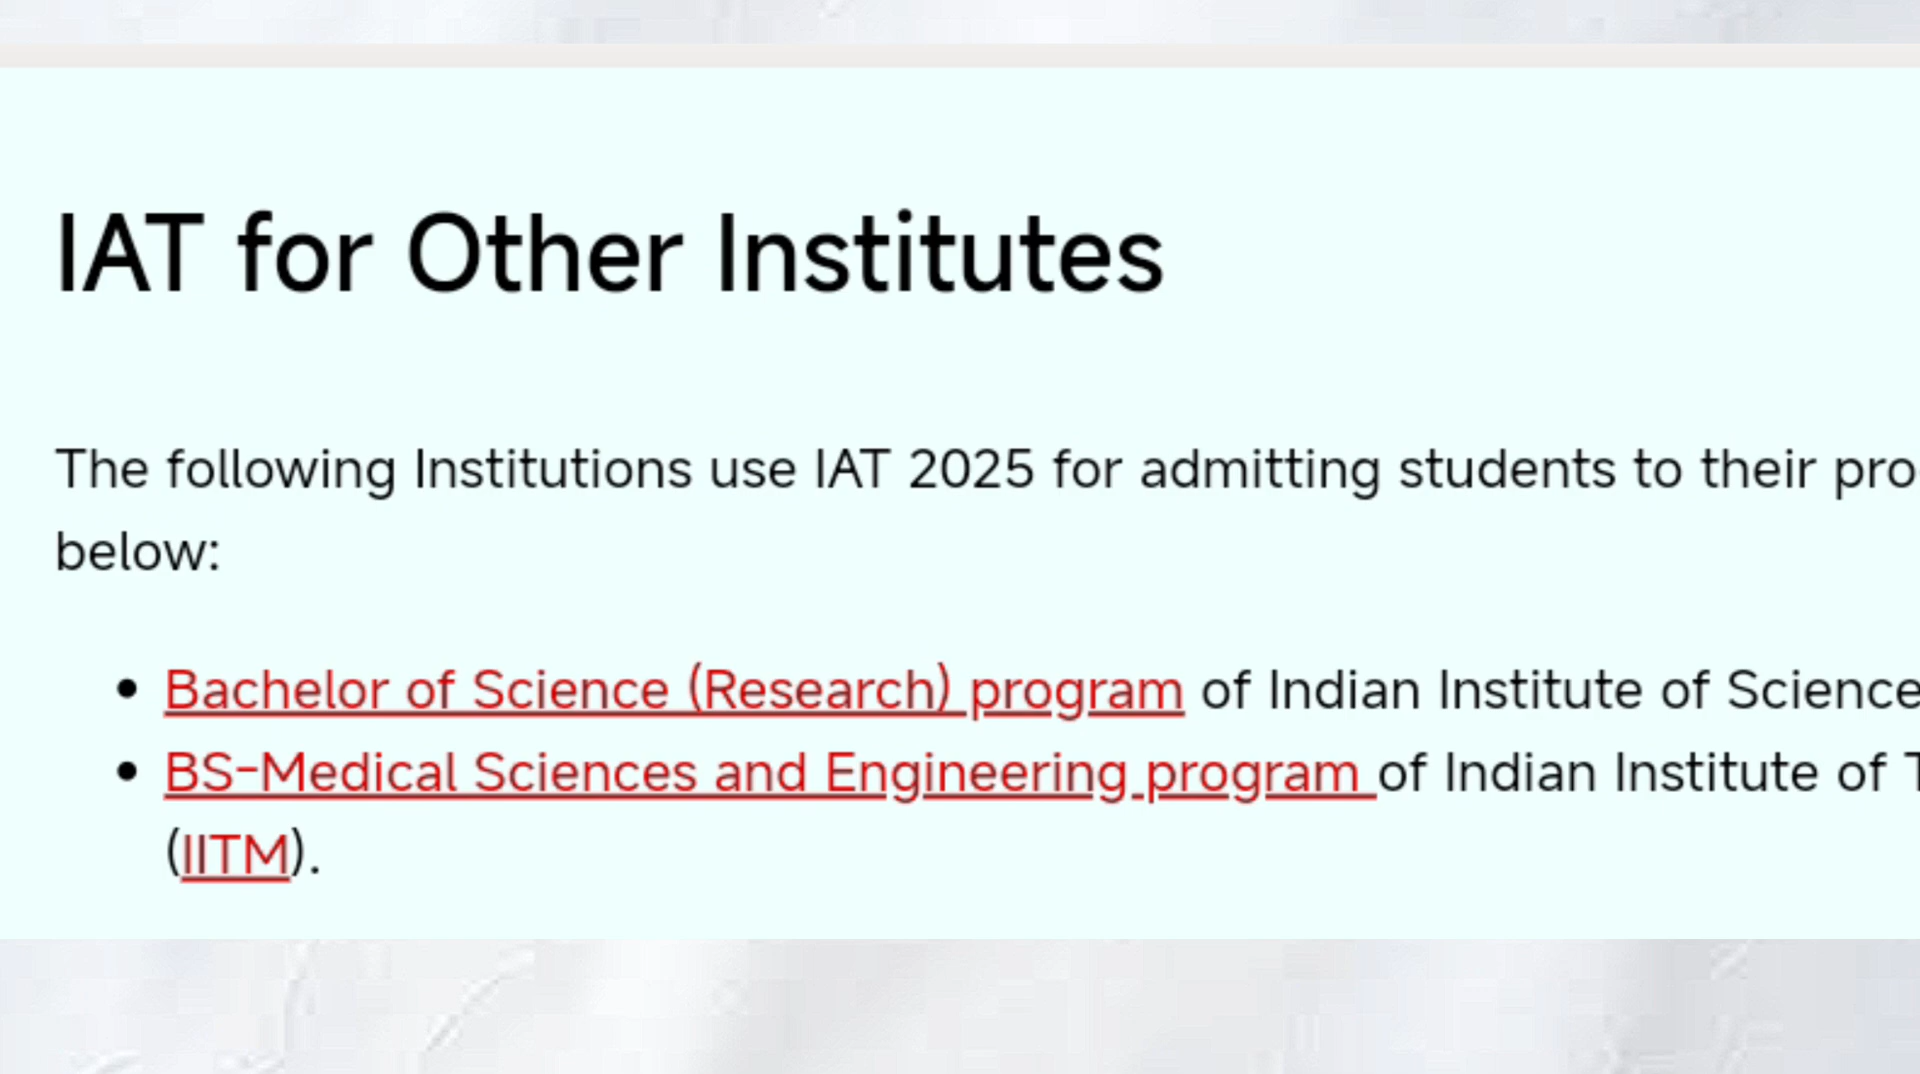 IAT for Other Institutes
The following Institutions use IAT 2025 for admitting students to their pro
below:
• Bachelor of Science (Research) program of Indian Institute of Science
• BS-Medical Sciences and Engineering program of Indian Institute of T
(IITM).